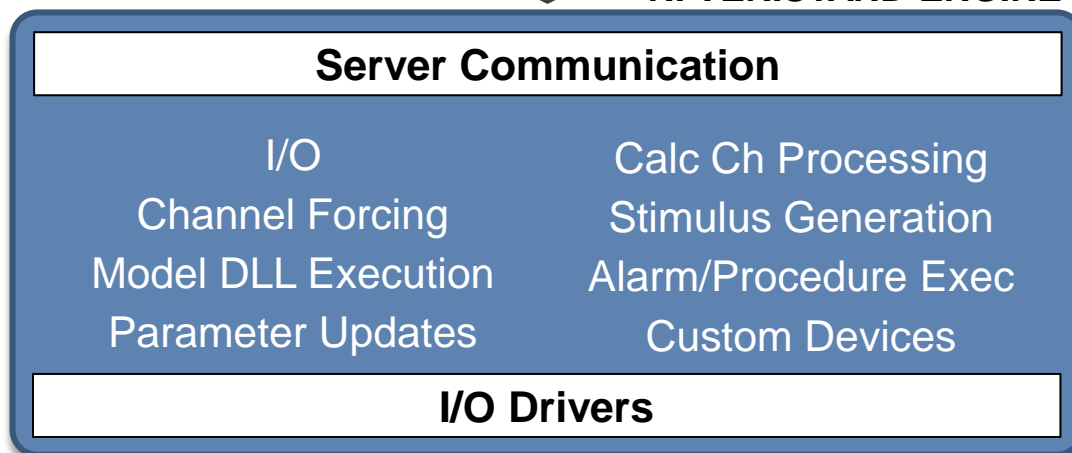 Server Communication
I/O
Channel Forcing
Model DLL Execution
Parameter Updates
Calc Ch Processing
Stimulus Generation
Alarm/Procedure Exec
Custom Devices
I/O Drivers